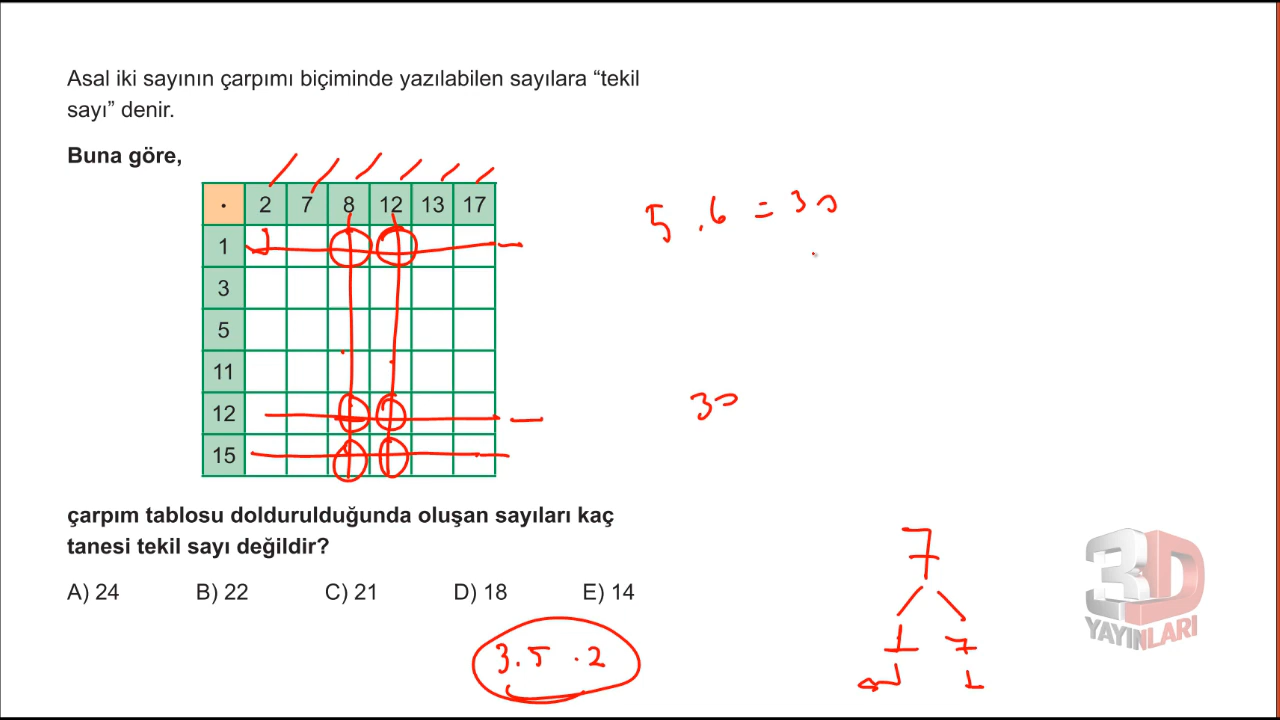 Asal iki sayının çarpımı biçiminde yazılabilen sayılara “tekil
sayı” denir.
Buna göre,
· 2 7 8 12 13 17
1
3
5
11
12
15
5 . 6 = 30
30
çarpım tablosu doldurulduğunda oluşan sayıları kaç
tanesi tekil sayı değildir?
A) 24 B) 22 C) 21 D) 18 E) 14
3 . 5 . 2
7
1 7
3D
YAYINLARI